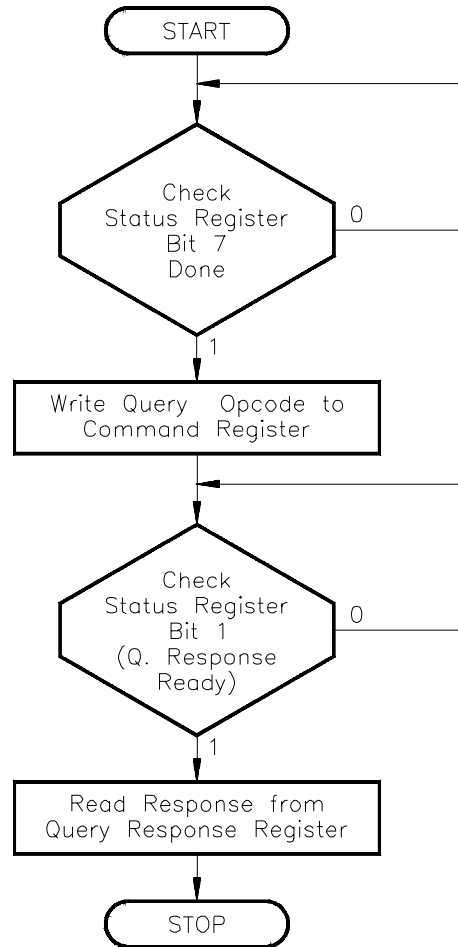 START
Check
Status Register
Bit 7
Done
0
1
Write Query Opcode to
Command Register
Check
Status Register
Bit 1
(Q. Response
Ready)
0
1
Read Response from
Query Response Register
STOP